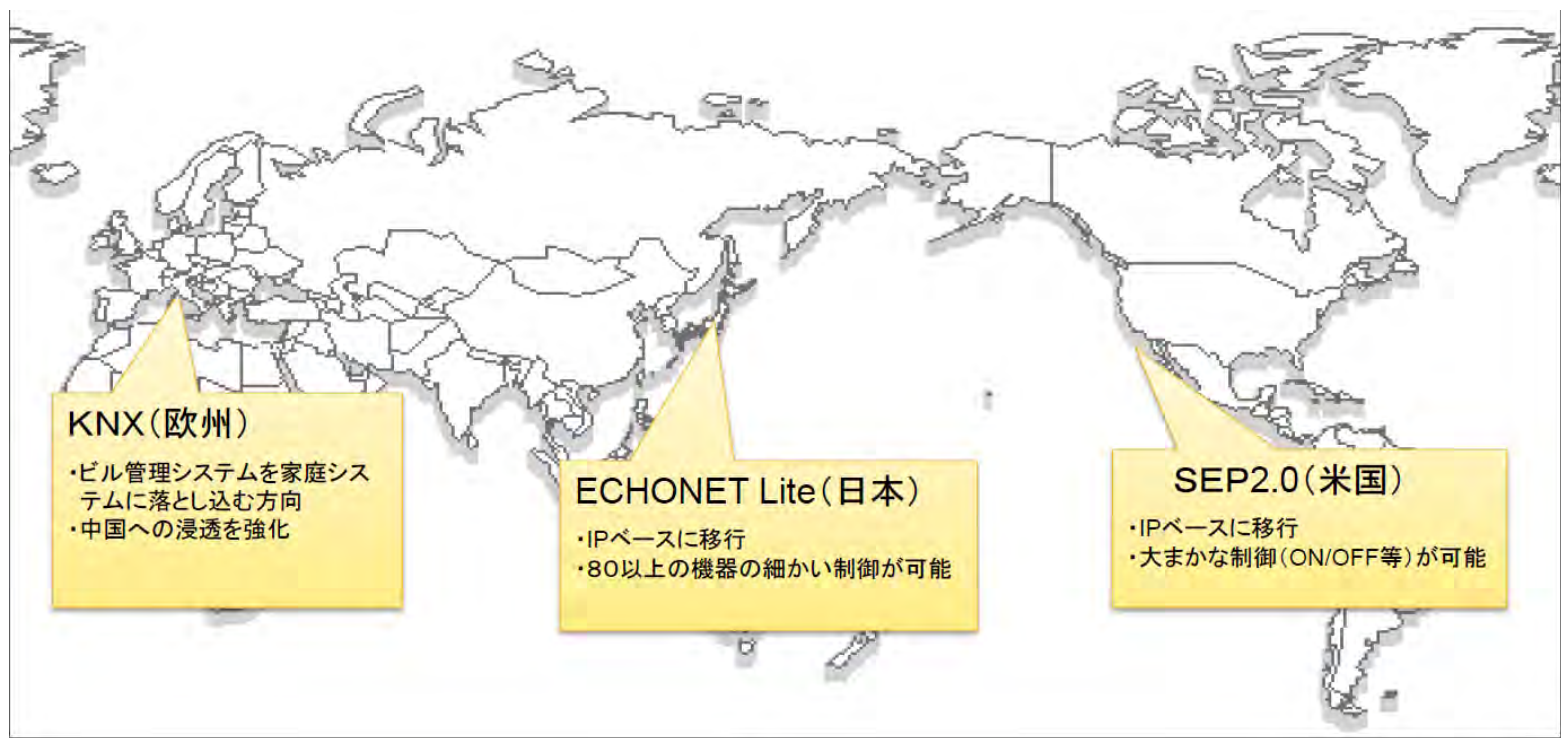 KNX(欧州)
・ビル管理システムを家庭シス
テムに落とし込む方向
・中国への浸透を強化
ECHONET Lite(日本)
・IPベースに移行
・80以上の機器の細かい制御が可能
SEP2.0(米国)
・IPベースに移行
・大まかな制御(ON/OFF等)が可能